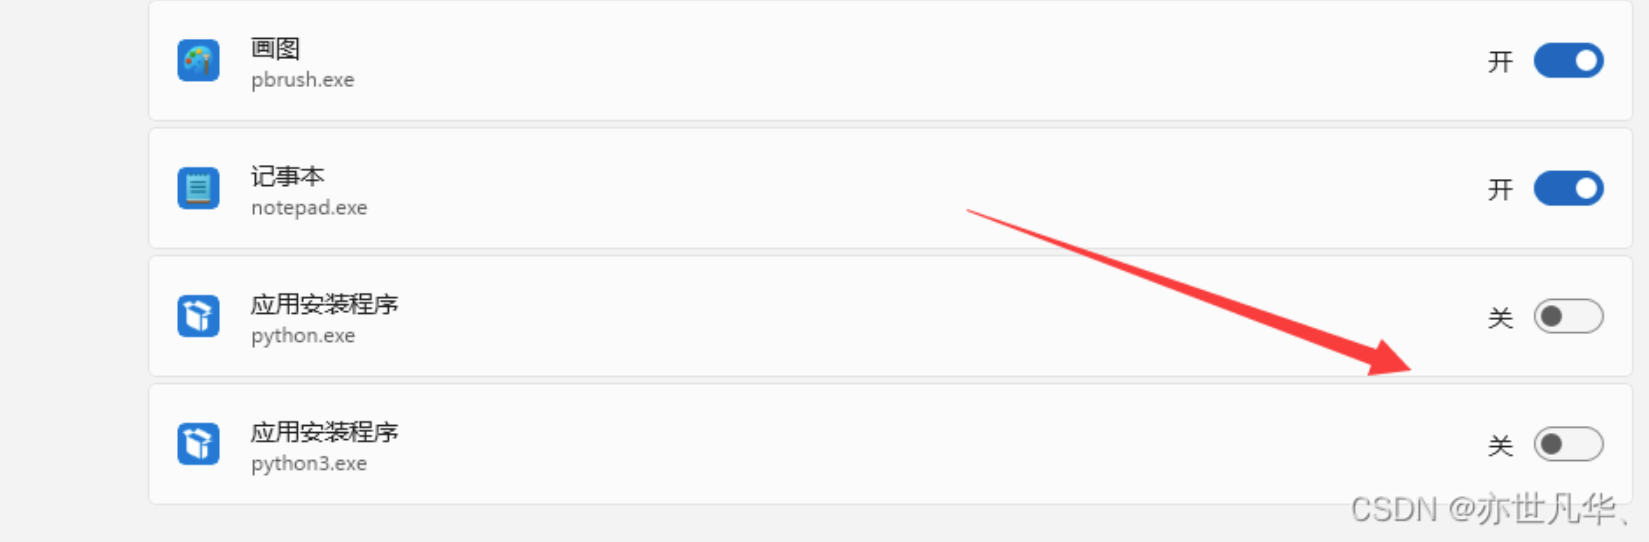 画图
pbrush.exe
开
记事本
notepad.exe
开
应用安装程序
python.exe
关
应用安装程序
python3.exe
关
CSDN @亦世凡华、